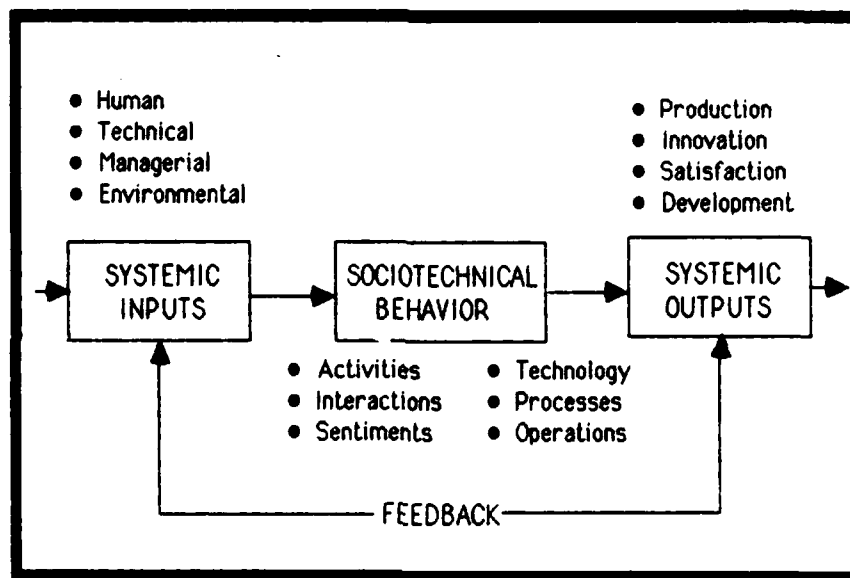 • Human
• Technical
• Managerial
• Environmental
• Production
• Innovation
• Satisfaction
• Development
SYSTEMIC
INPUTS
SOCIOTECHNICAL
BEHAVIOR
SYSTEMIC
OUTPUTS
• Activities
• Interactions
• Sentiments
• Technology
• Processes
• Operations
FEEDBACK